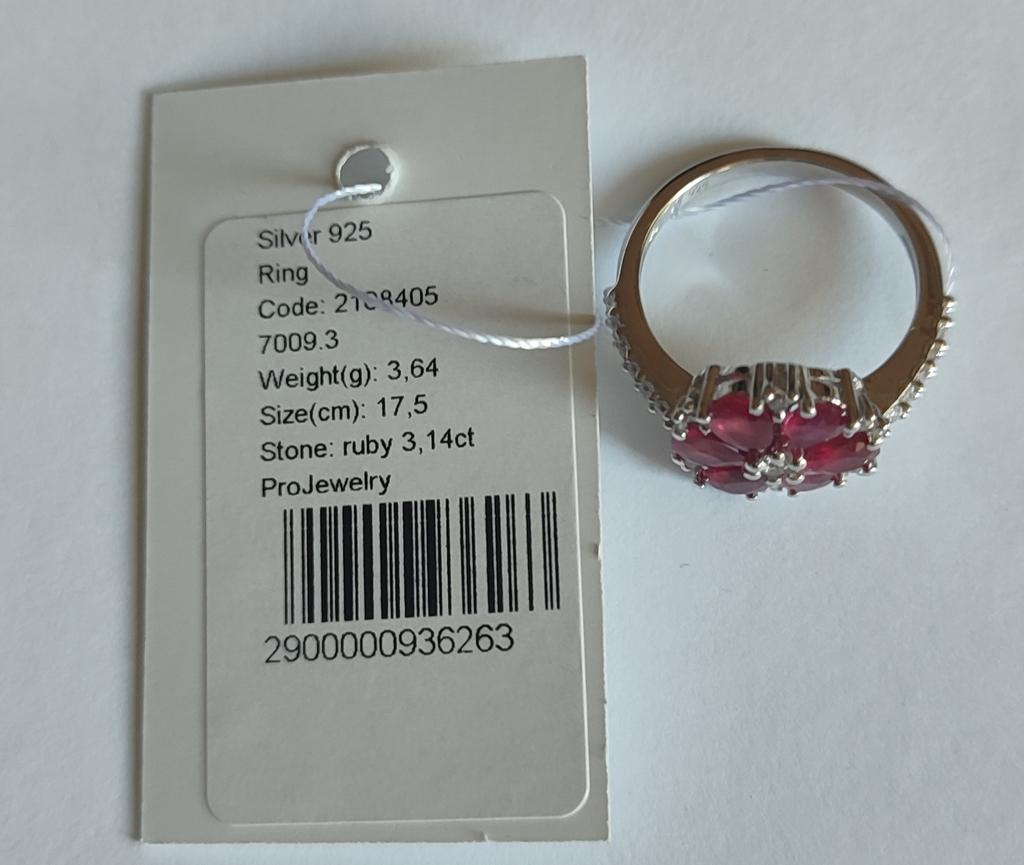 Silver 925
Ring
Code:
7009.3
Weight(g): 3,64
Size(cm): 17,5
Stone: ruby 3,14ct
ProJewelry
2900000936263